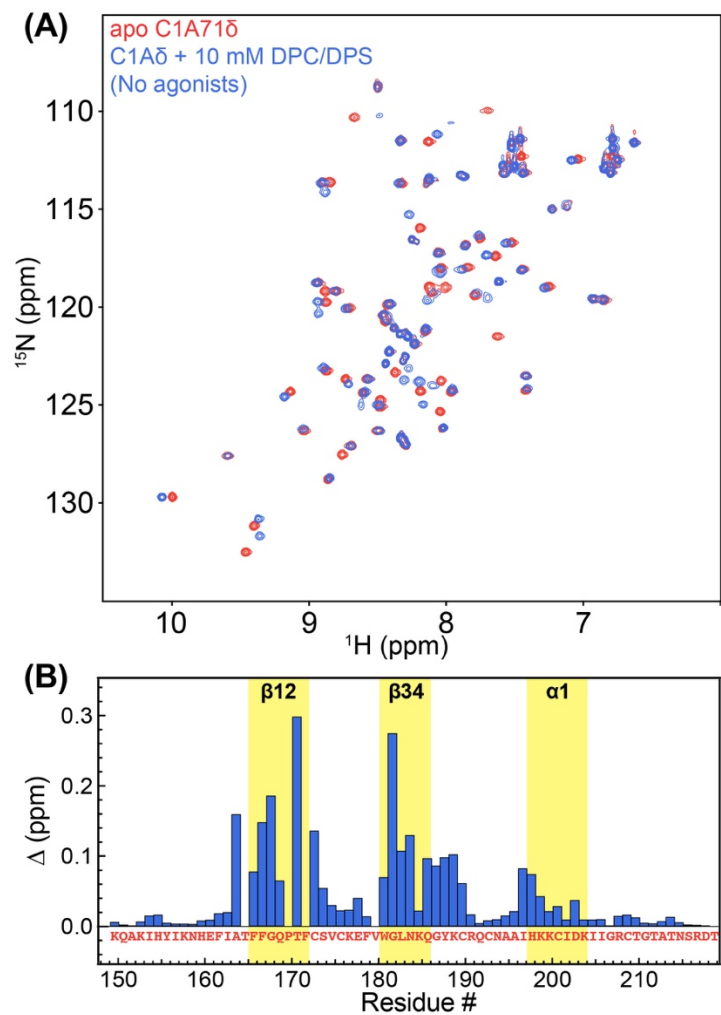 (A)
apo C1A71δ
C1Aδ + 10 mM DPC/DPS
(No agonists)
110
115
120
125
130
¹⁵N (ppm)
10 9 8 7
¹H (ppm)
(B)
β12 β34 α1
0.3
0.2
0.1
0.0
Δ (ppm)
KQAKIHYIKNHEFIATFFGQPTFCSVCKEFVWGLNKQGYKCRQCNAAIHKKCIDKIIGRCTGTATNSRDT
150 160 170 180 190 200 210
Residue #